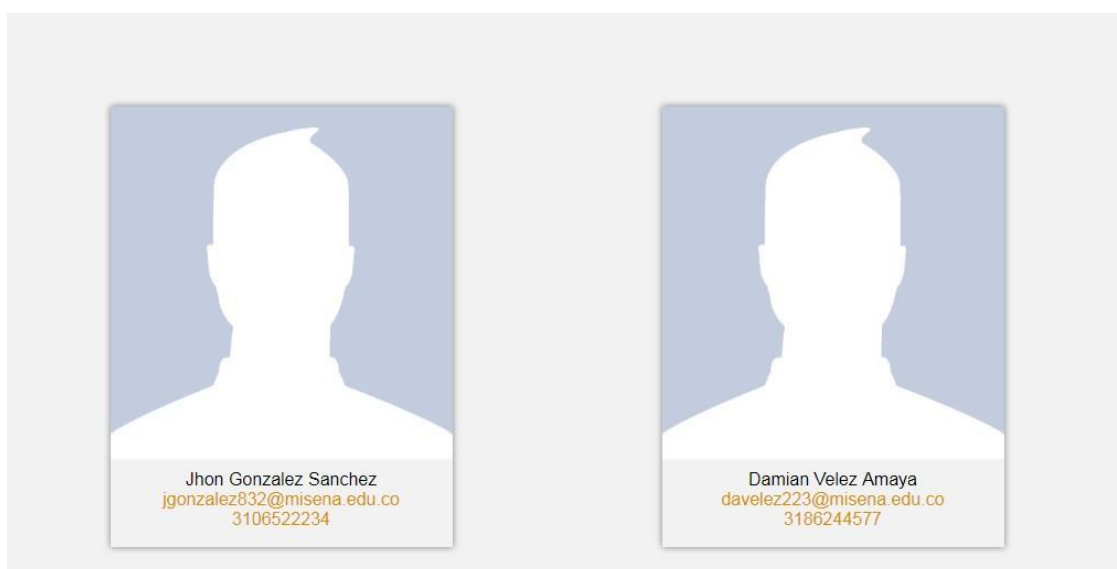 Jhon Gonzalez Sanchez
jgonzalez832@misena.edu.co
3106522234
Damian Velez Amaya
davelez223@misena.edu.co
3186244577